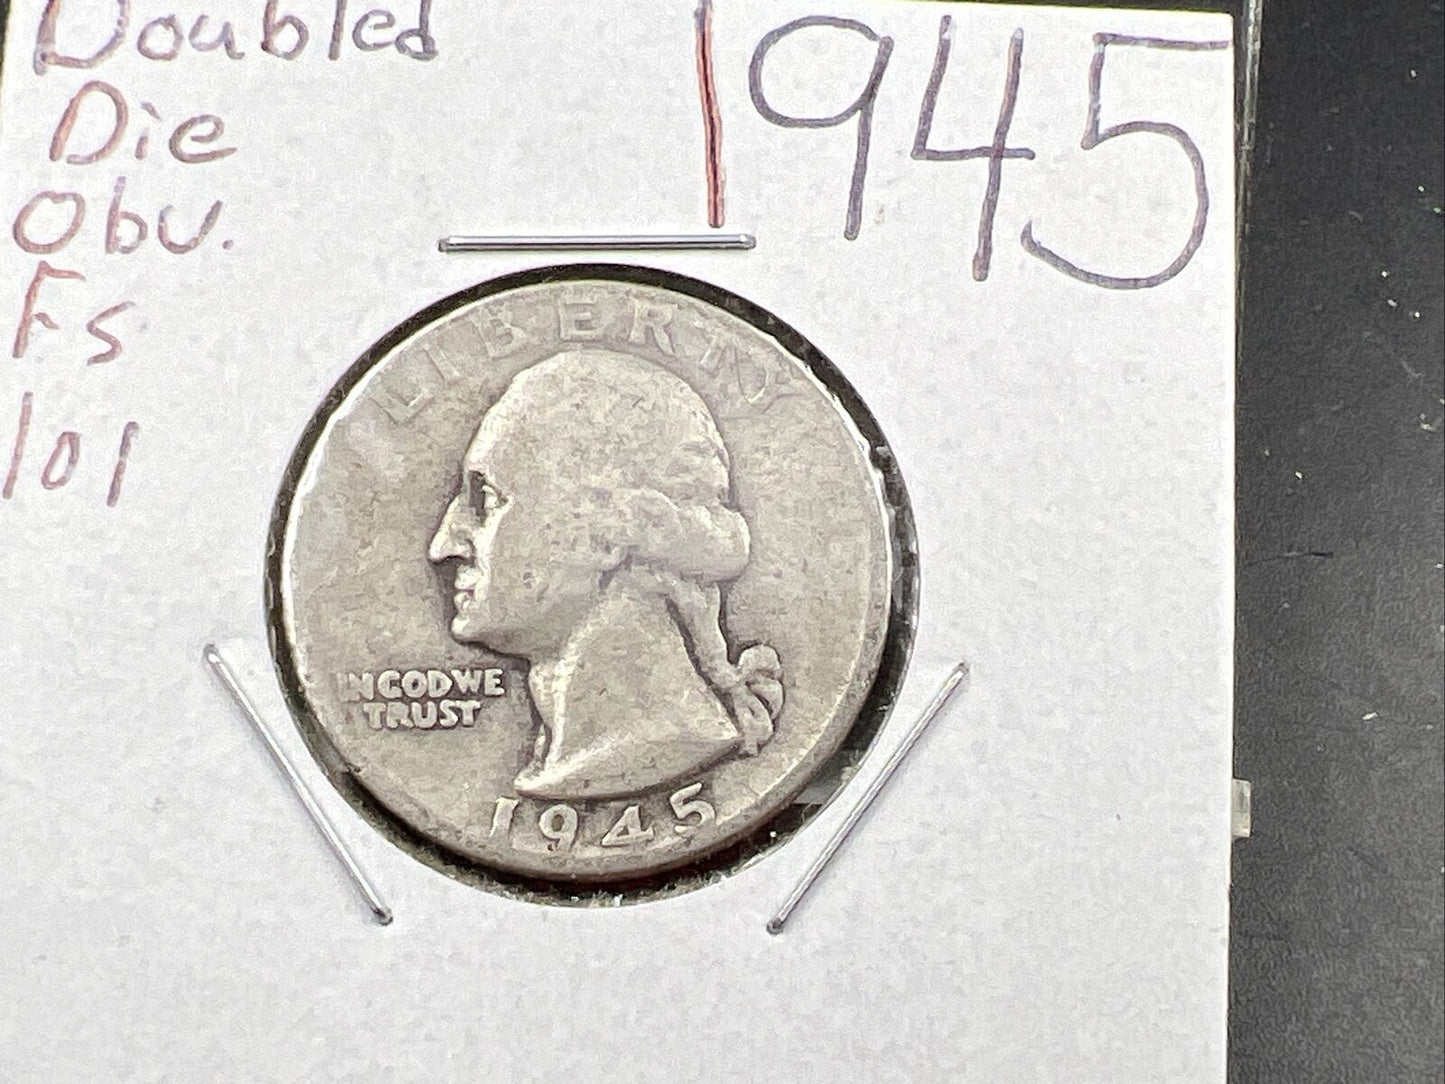 Doubled
Die
Obv.
FS
101
1945
LIBERTY
IN GOD WE
TRUST
1945